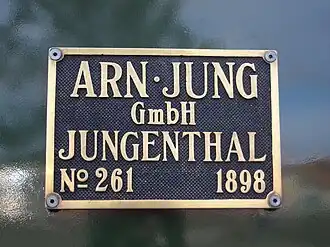 ARN·JUNG
GmbH
JUNGENTHAL
No 261 1898